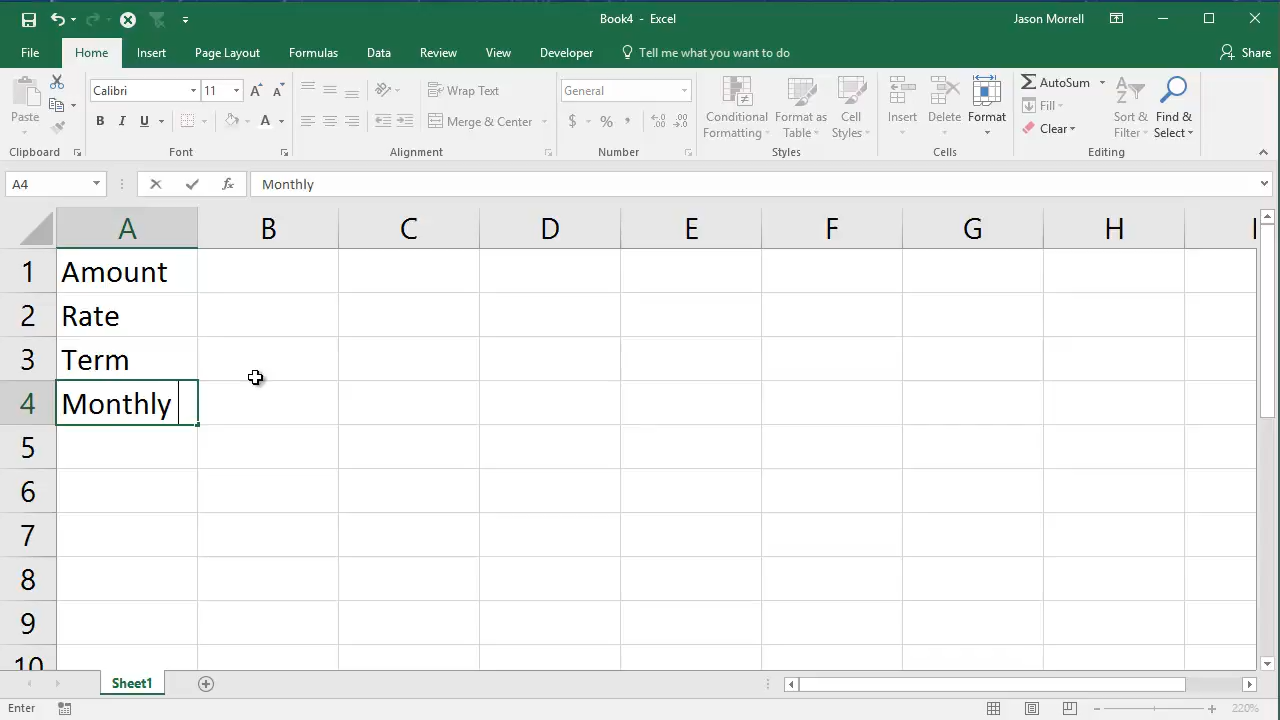 Book4 - Excel
Jason Morrell
File Home Insert Page Layout Formulas Data Review View Developer Tell me what you want to do Share
Paste
Clipboard
Calibri 11
B I U A
Font
Wrap Text
Merge & Center
Alignment
General
$ % ,
Number
Conditional Formatting
Format as Table
Cell Styles
Styles
Insert Delete Format
Cells
AutoSum
Fill
Clear
Sort & Filter
Find & Select
Editing
A4 fx Monthly
A B C D E F G H I
1 Amount
2 Rate
3 Term
4 Monthly
5
6
7
8
9
10
Sheet1
Enter 220%